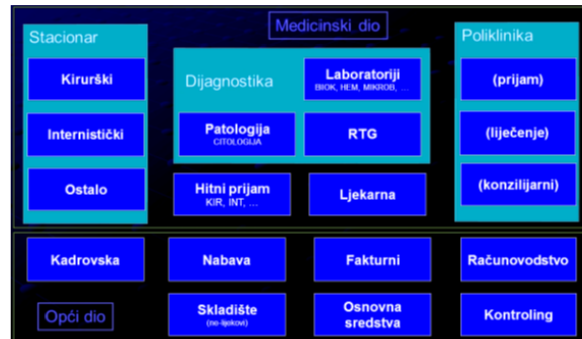 Medicinski dio
Stacionar
Kirurški
Internistički
Ostalo
Dijagnostika
Laboratoriji
BIOK, HEM, MIKROB, ...
Patologija
CITOLOGIJA
RTG
Hitni prijam
KIR, INT, ...
Ljekarna
Poliklinika
(prijam)
(liječenje)
(konzilijarni)
Kadrovska
Nabava
Fakturni
Računovodstvo
Opći dio
Skladište
(ne-lijekovi)
Osnovna
sredstva
Kontroling